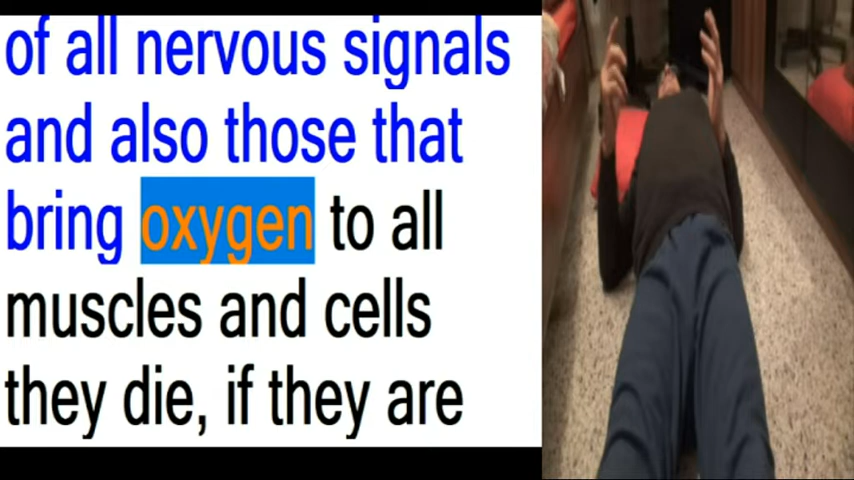 of all nervous signals
and also those that
bring oxygen to all
muscles and cells
they die, if they are